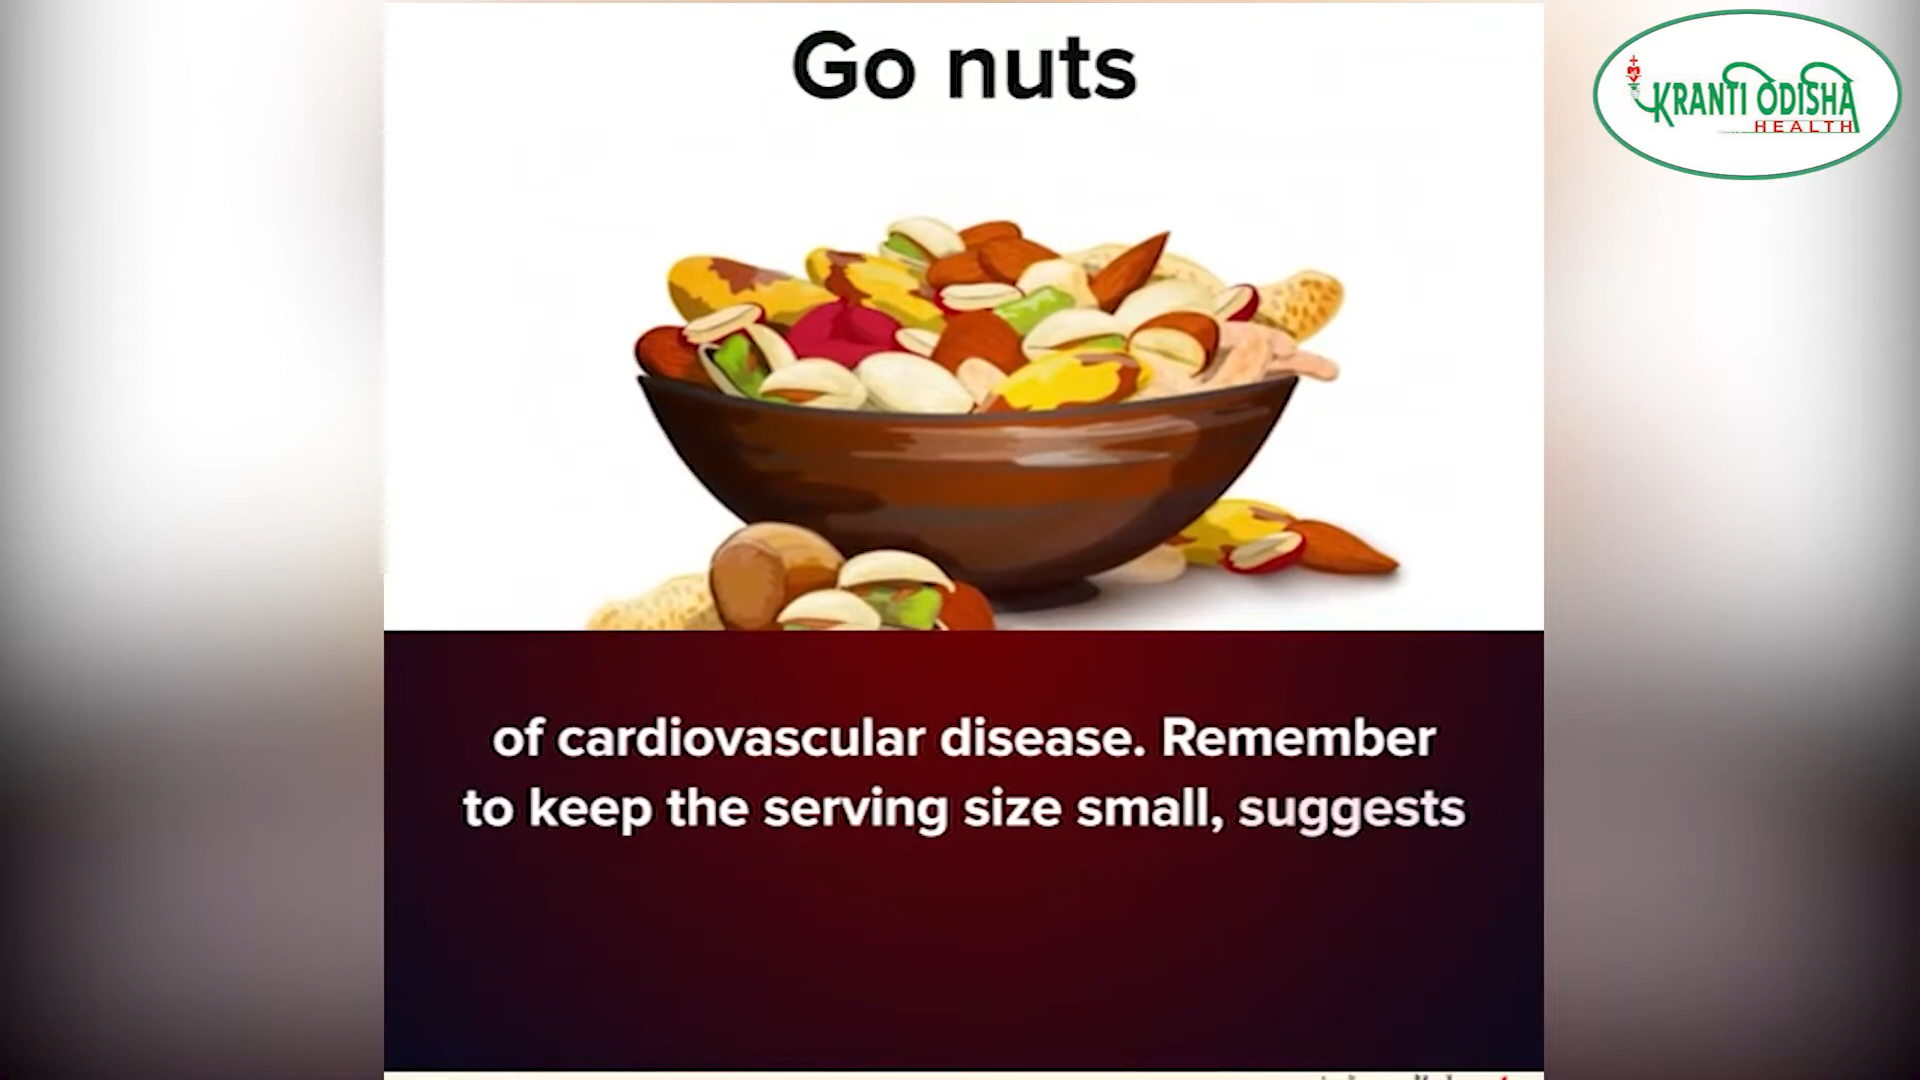 Go nuts
KRANTI ODISHA
HEALTH
of cardiovascular disease. Remember
to keep the serving size small, suggests